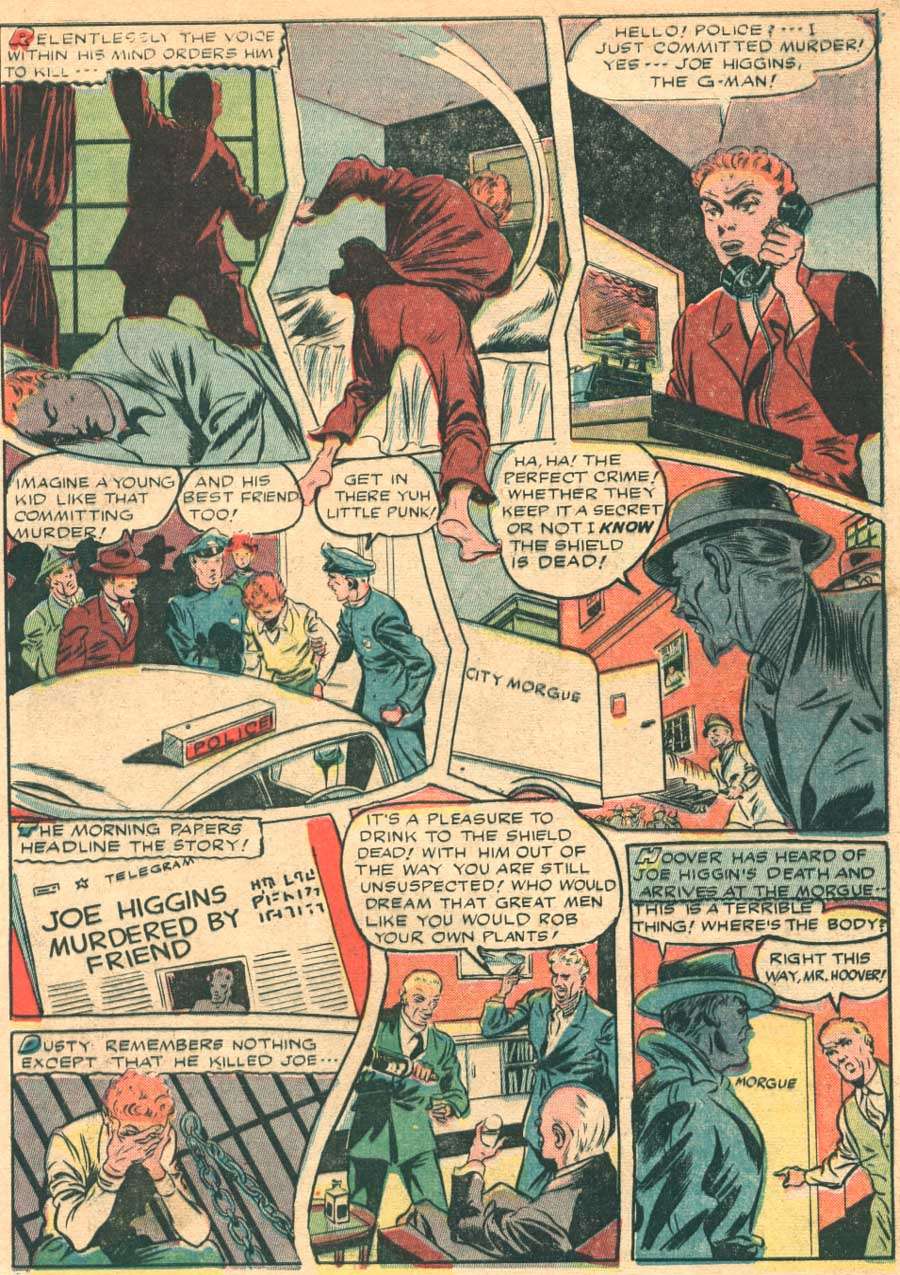 RELENTLESSLY THE VOICE
WITHIN HIS MIND ORDERS HIM
TO KILL---
HELLO! POLICE?---I
JUST COMMITTED MURDER!
YES--- JOE HIGGINS,
THE G-MAN!
IMAGINE A YOUNG
KID LIKE THAT
COMMITTING
MURDER!
AND HIS
BEST FRIEND
TOO!
GET IN
THERE YUH
LITTLE PUNK!
POLICE
HA, HA! THE
PERFECT CRIME!
WHETHER THEY
KEEP IT A SECRET
OR NOT I KNOW
THE SHIELD
IS DEAD!
CITY MORGUE
THE MORNING PAPERS
HEADLINE THE STORY!
TELEGRAM
JOE HIGGINS
MURDERED BY
FRIEND
DUSTY REMEMBERS NOTHING
EXCEPT THAT HE KILLED JOE---
IT'S A PLEASURE TO
DRINK TO THE SHIELD
DEAD! WITH HIM OUT OF
THE WAY YOU ARE STILL
UNSUSPECTED! WHO WOULD
DREAM THAT GREAT MEN
LIKE YOU WOULD ROB
YOUR OWN PLANTS!
HOOVER HAS HEARD OF
JOE HIGGIN'S DEATH AND
ARRIVES AT THE MORGUE--
THIS IS A TERRIBLE
THING! WHERE'S THE BODY?
RIGHT THIS
WAY, MR. HOOVER!
MORGUE